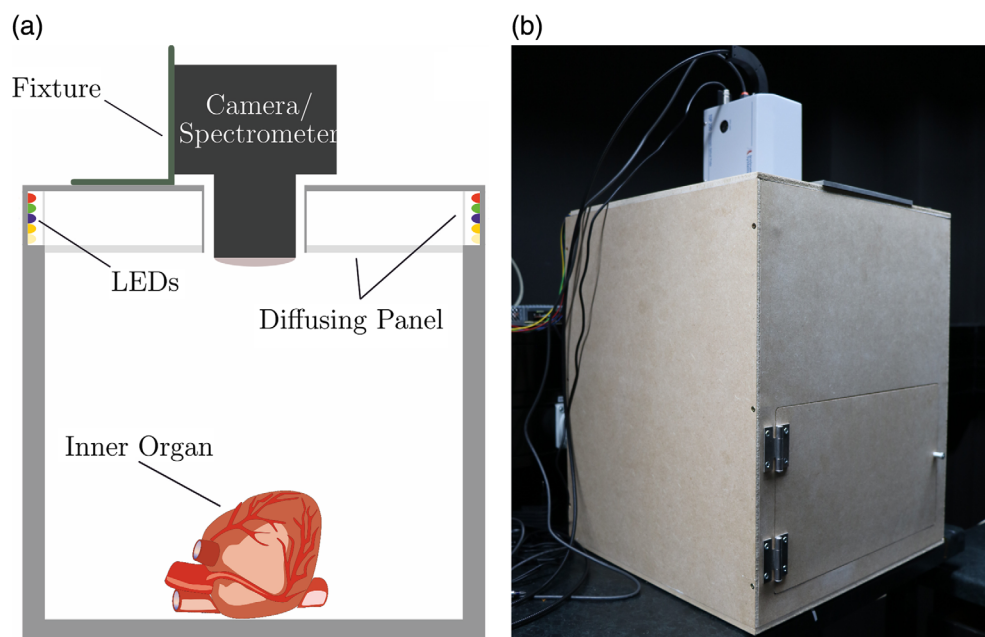 (a)
Fixture
Camera/
Spectrometer
LEDs
Diffusing Panel
Inner Organ
(b)